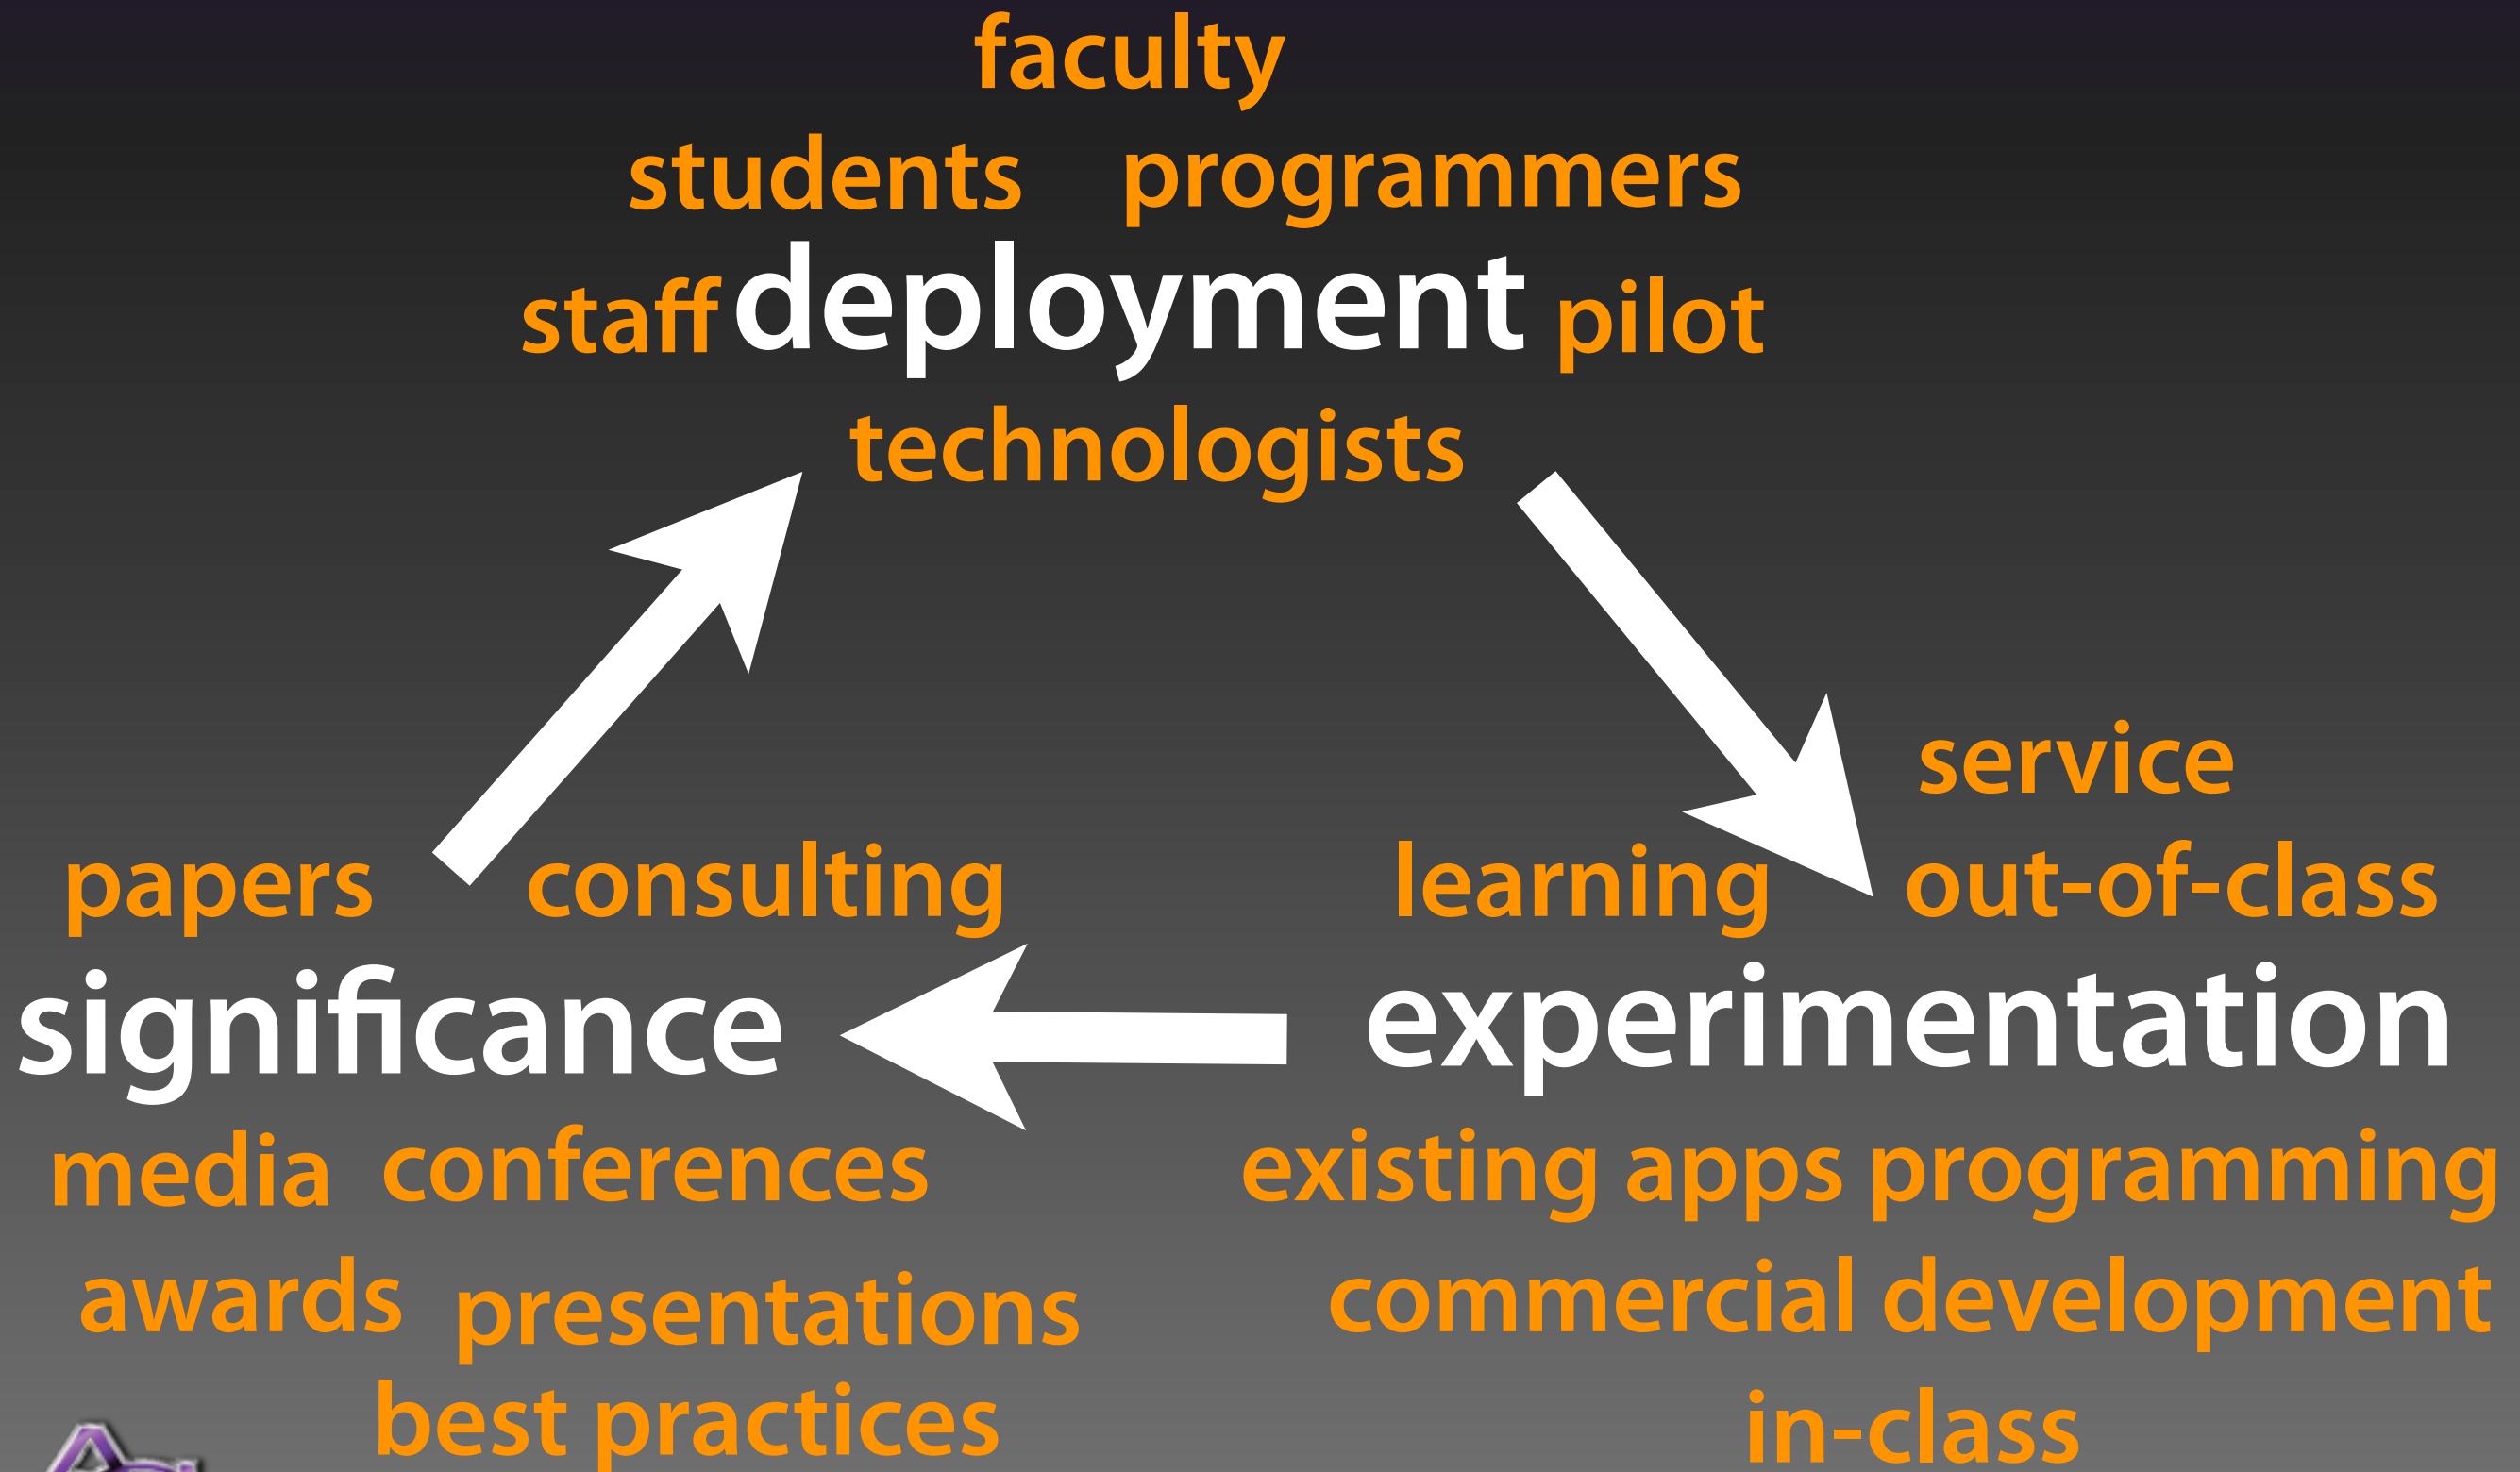 faculty
students programmers
staff deployment pilot
technologists
service
papers consulting learning out-of-class
significance experimentation
media conferences existing apps programming
awards presentations commercial development
best practices in-class